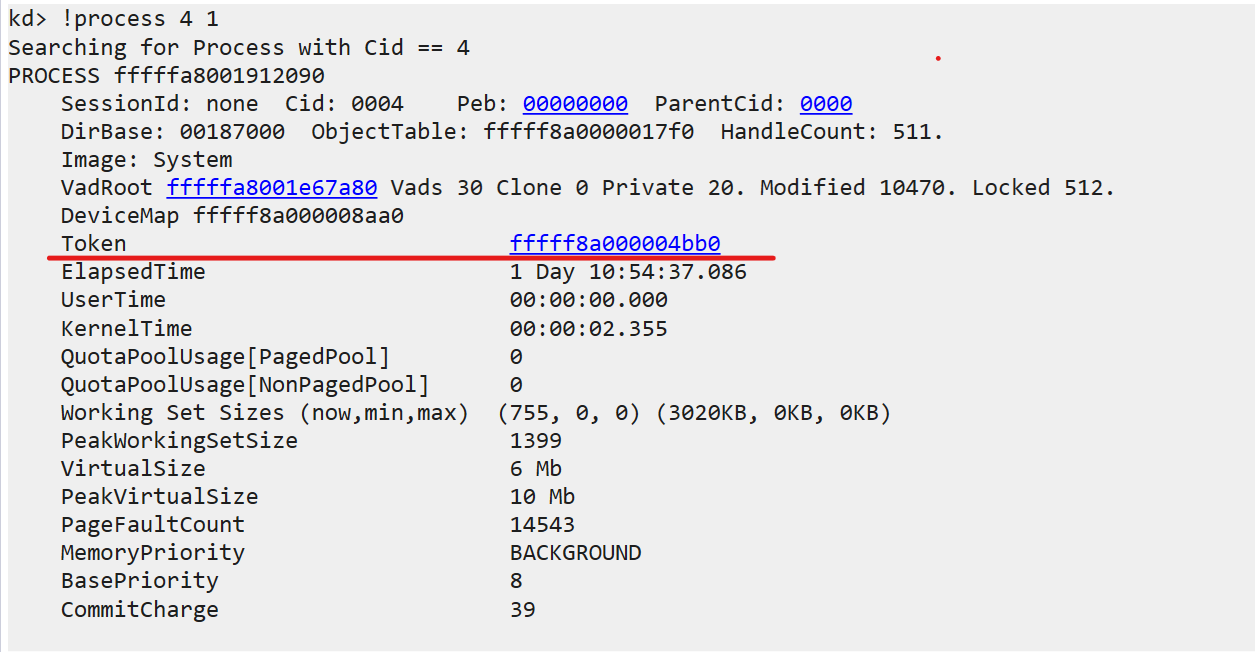 kd> !process 4 1
Searching for Process with Cid == 4
PROCESS fffffa8001912090
    SessionId: none  Cid: 0004    Peb: 00000000  ParentCid: 0000
    DirBase: 00187000  ObjectTable: fffff8a0000017f0  HandleCount: 511.
    Image: System
    VadRoot fffffa8001e67a80 Vads 30 Clone 0 Private 20. Modified 10470. Locked 512.
    DeviceMap fffff8a000008aa0
    Token                             fffff8a000004bb0
    ElapsedTime                       1 Day 10:54:37.086
    UserTime                          00:00:00.000
    KernelTime                        00:00:02.355
    QuotaPoolUsage[PagedPool]         0
    QuotaPoolUsage[NonPagedPool]      0
    Working Set Sizes (now,min,max)  (755, 0, 0) (3020KB, 0KB, 0KB)
    PeakWorkingSetSize                1399
    VirtualSize                       6 Mb
    PeakVirtualSize                   10 Mb
    PageFaultCount                    14543
    MemoryPriority                    BACKGROUND
    BasePriority                      8
    CommitCharge                      39